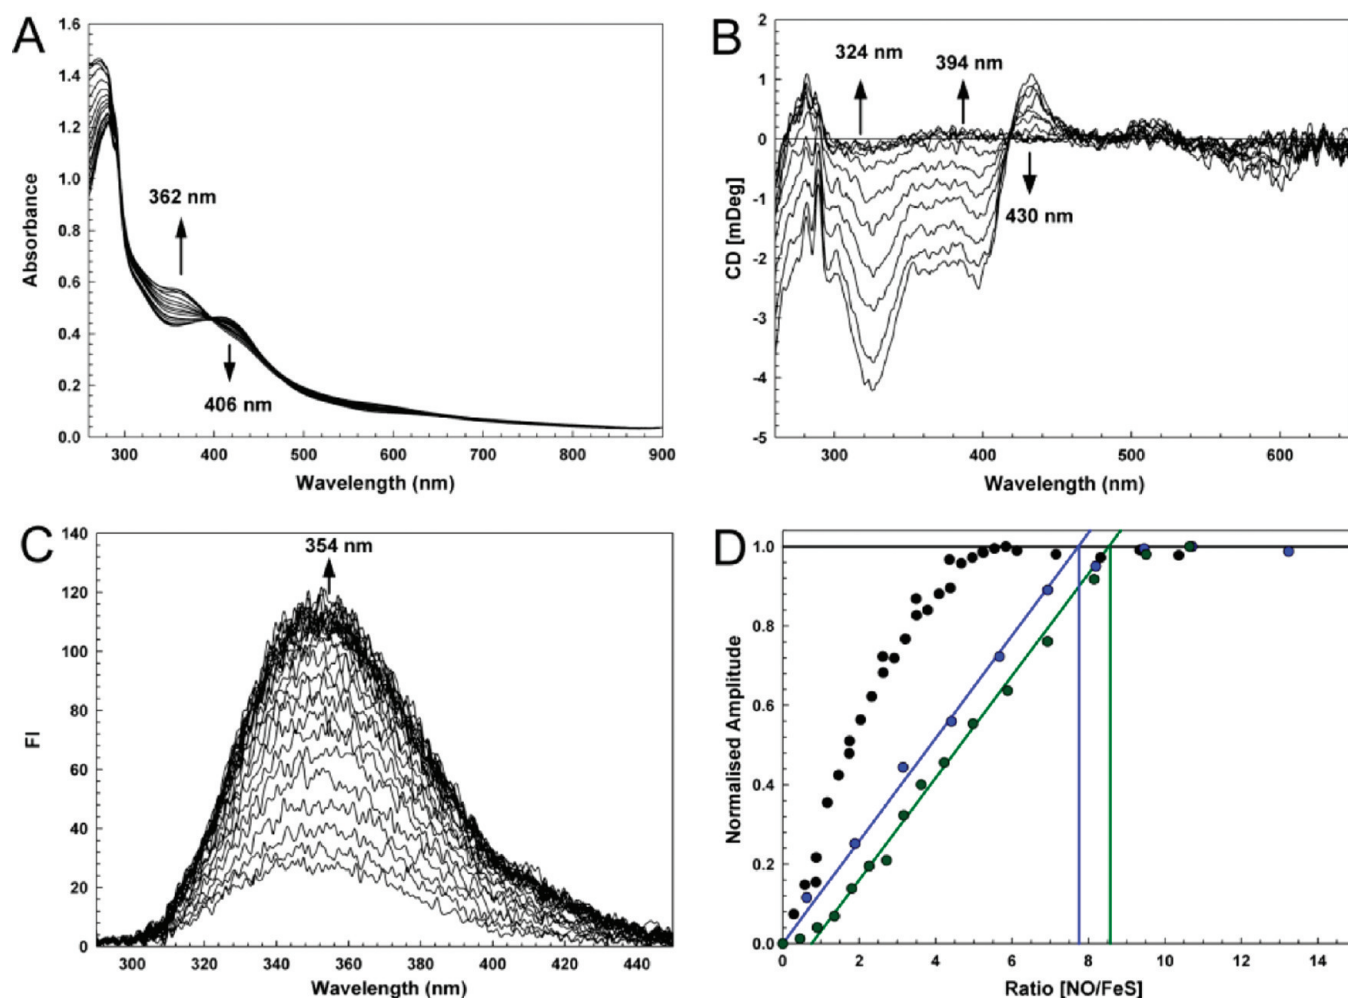 A
1.6
1.4
1.2
1.0
0.8
0.6
0.4
0.2
0.0
Absorbance
362 nm
406 nm
300 400 500 600 700 800 900
Wavelength (nm)
B
2
1
0
-1
-2
-3
-4
-5
CD [mDeg]
324 nm
394 nm
430 nm
300 400 500 600
Wavelength (nm)
C
140
120
100
80
60
40
20
0
FI
354 nm
300 320 340 360 380 400 420 440
Wavelength (nm)
D
1.0
0.8
0.6
0.4
0.2
0.0
Normalised Amplitude
0 2 4 6 8 10 12 14
Ratio [NO/FeS]